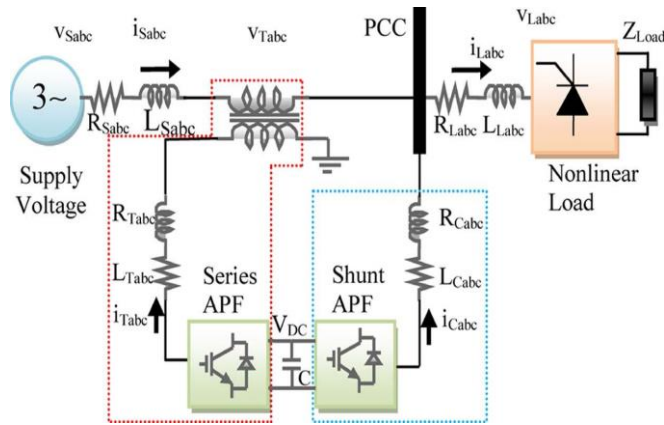 vSabc
iSabc
vTabc
PCC
vLabc
iLabc
ZLoad
3~
RSabc
LSabc
RLabc
LLabc
Supply
Voltage
Nonlinear
Load
RTabc
RCabc
LTabc
Series
APF
Shunt
APF
LCabc
iTabc
VDC
iCabc
C